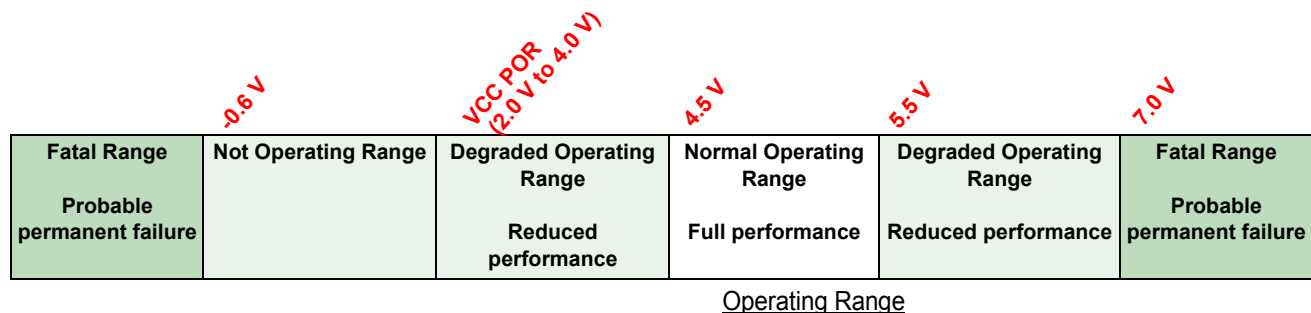 -0.6 V
VCC POR
(2.0 V to 4.0 V)
4.5 V
5.5 V
7.0 V
Fatal Range
Probable
permanent failure
Not Operating Range
Degraded Operating
Range
Reduced
performance
Normal Operating
Range
Full performance
Degraded Operating
Range
Reduced performance
Fatal Range
Probable
permanent failure
Operating Range